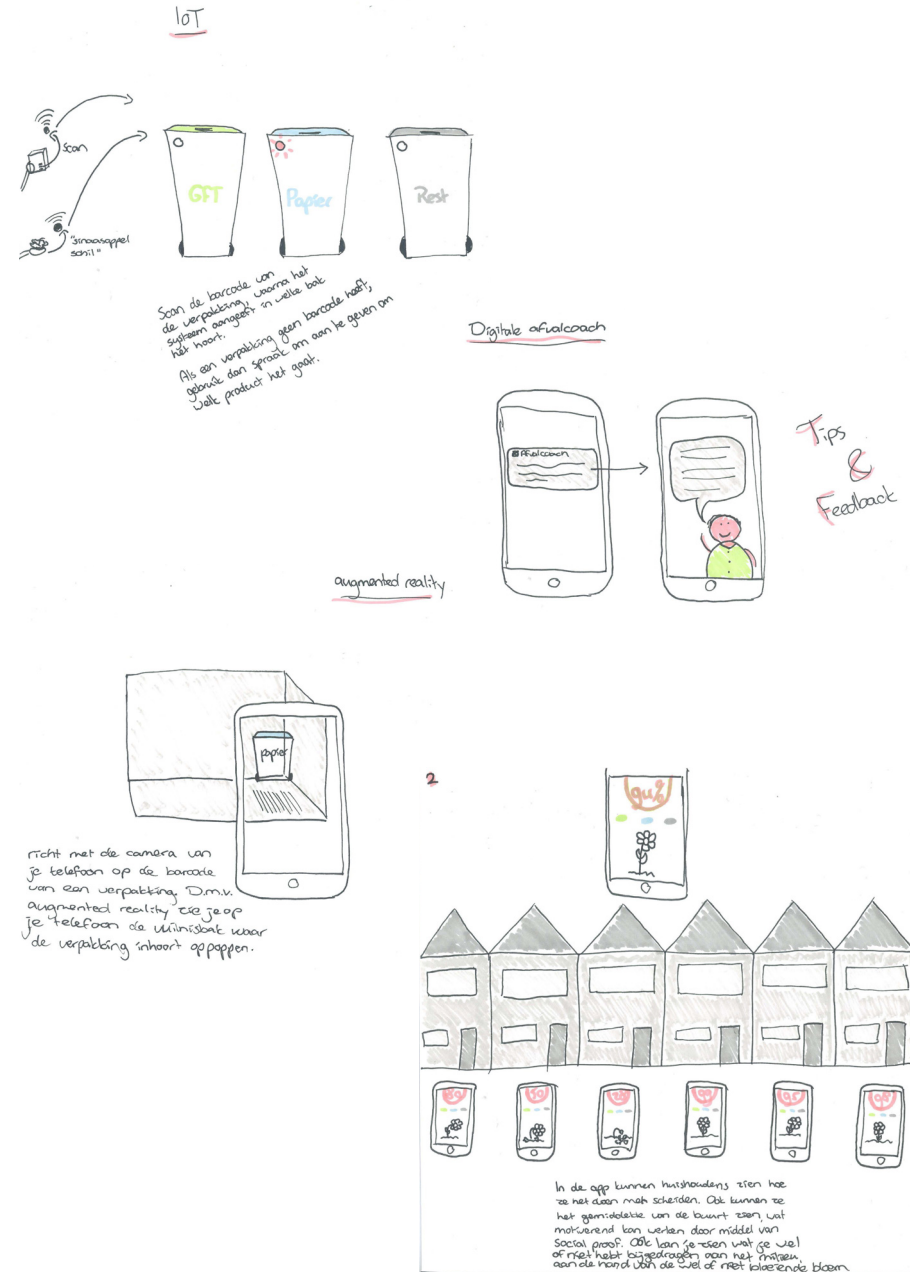 IoT
Scan
"sinaasappel
schil"
GFT
Papier
Rest
Scan de barcode van
de verpakking, waarna het
systeem aangeeft in welke bak
het hoort.
Als een verpakking geen barcode heeft,
gebruik dan spraak om aan te geven om
welk product het gaat.
Digitale afvalcoach
Afvalcoach
Tips
&
Feedback
augmented reality
papier
richt met de camera van
je telefoon op de barcode
van een verpakking. D.m.v.
augmented reality zie je op
je telefoon de vuilnisbak waar
de verpakking inhoort oppoppen.
2
50
99
95
In de app kunnen huishoudens zien hoe
ze het doen met scheiden. Ook kunnen ze
het gemiddelde van de buurt zien, wat
motiverend kan werken door middel van
social proof. Ook kan je zien wat je wel
of niet hebt bijgedragen aan het milieu,
aan de hand van de wel of niet bloeiende bloem